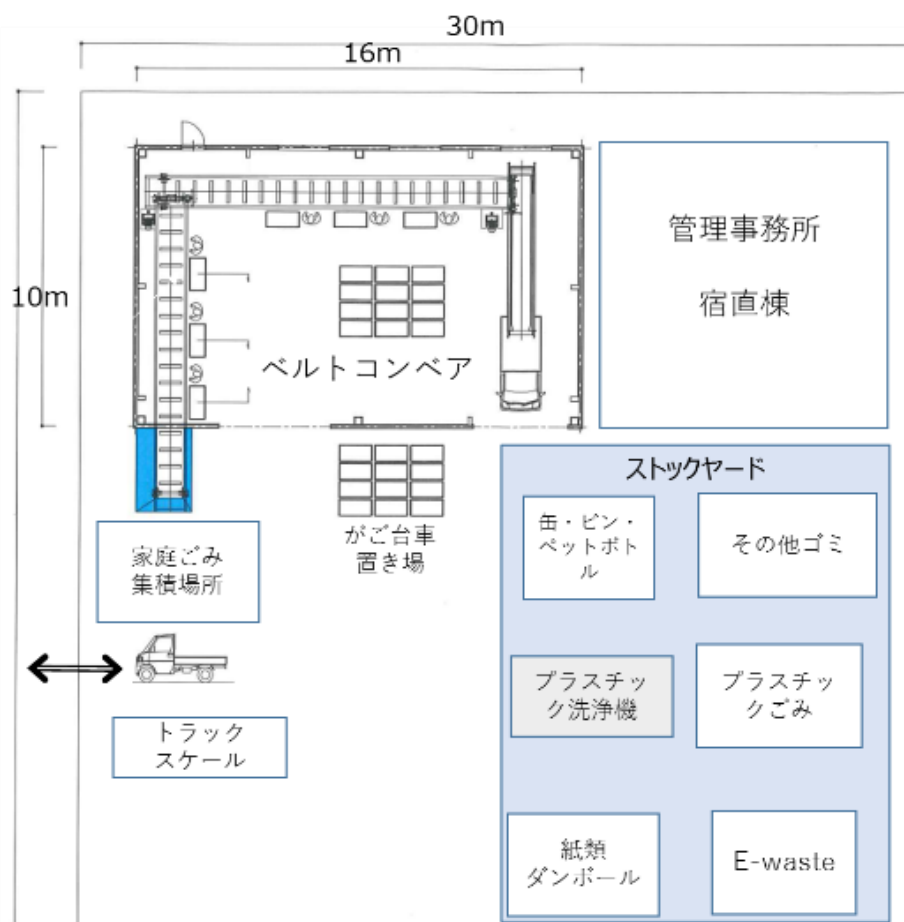 30m
16m
10m
管理事務所
宿直棟
ベルトコンベア
ストックヤード
缶・ビン・
ペットボト
ル
その他ゴミ
がご台車
置き場
家庭ごみ
集積場所
プラスチッ
ク洗浄機
プラスチッ
クごみ
トラック
スケール
紙類
ダンボール
E-waste